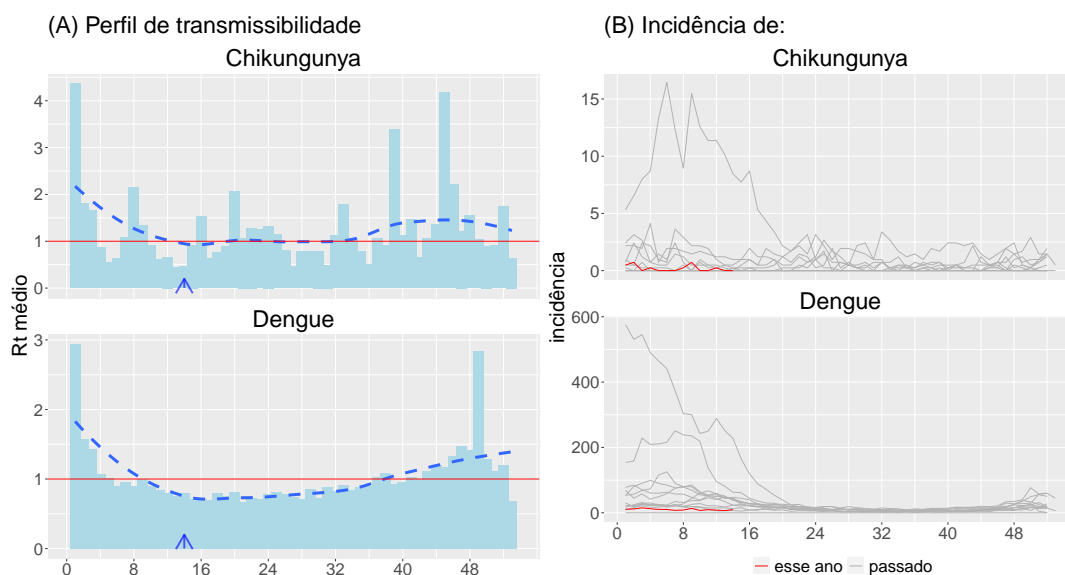 (A) Perfil de transmissibilidade
Chikungunya
4
3
2
1
0
Dengue
3
2
1
0
0 8 16 24 32 40 48
Rt médio
(B) Incidência de:
Chikungunya
15
10
5
0
Dengue
600
400
200
0
0 8 16 24 32 40 48
incidência
esse ano passado